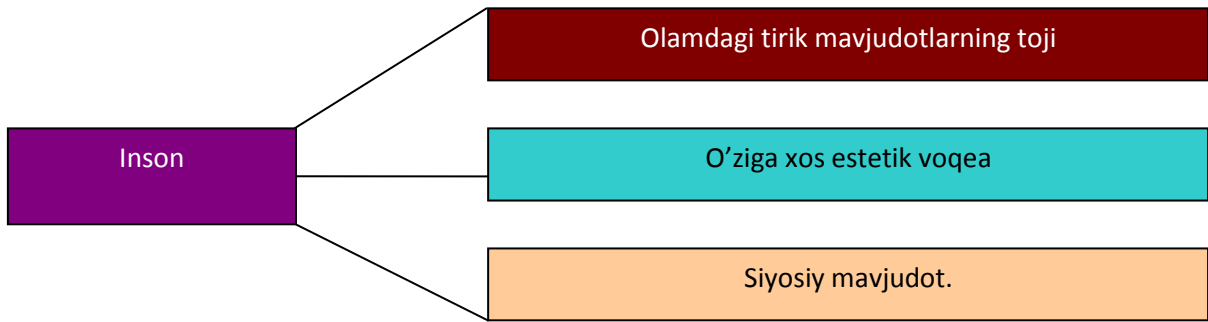 Olamdagi tirik mavjudotlarning toji
Inson
O’ziga xos estetik voqea
Siyosiy mavjudot.